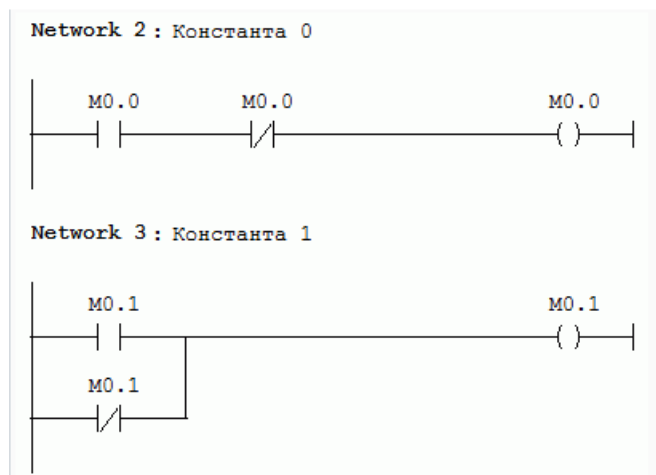 Network 2 : Константа 0
M0.0 M0.0 M0.0
Network 3 : Константа 1
M0.1 M0.1
M0.1